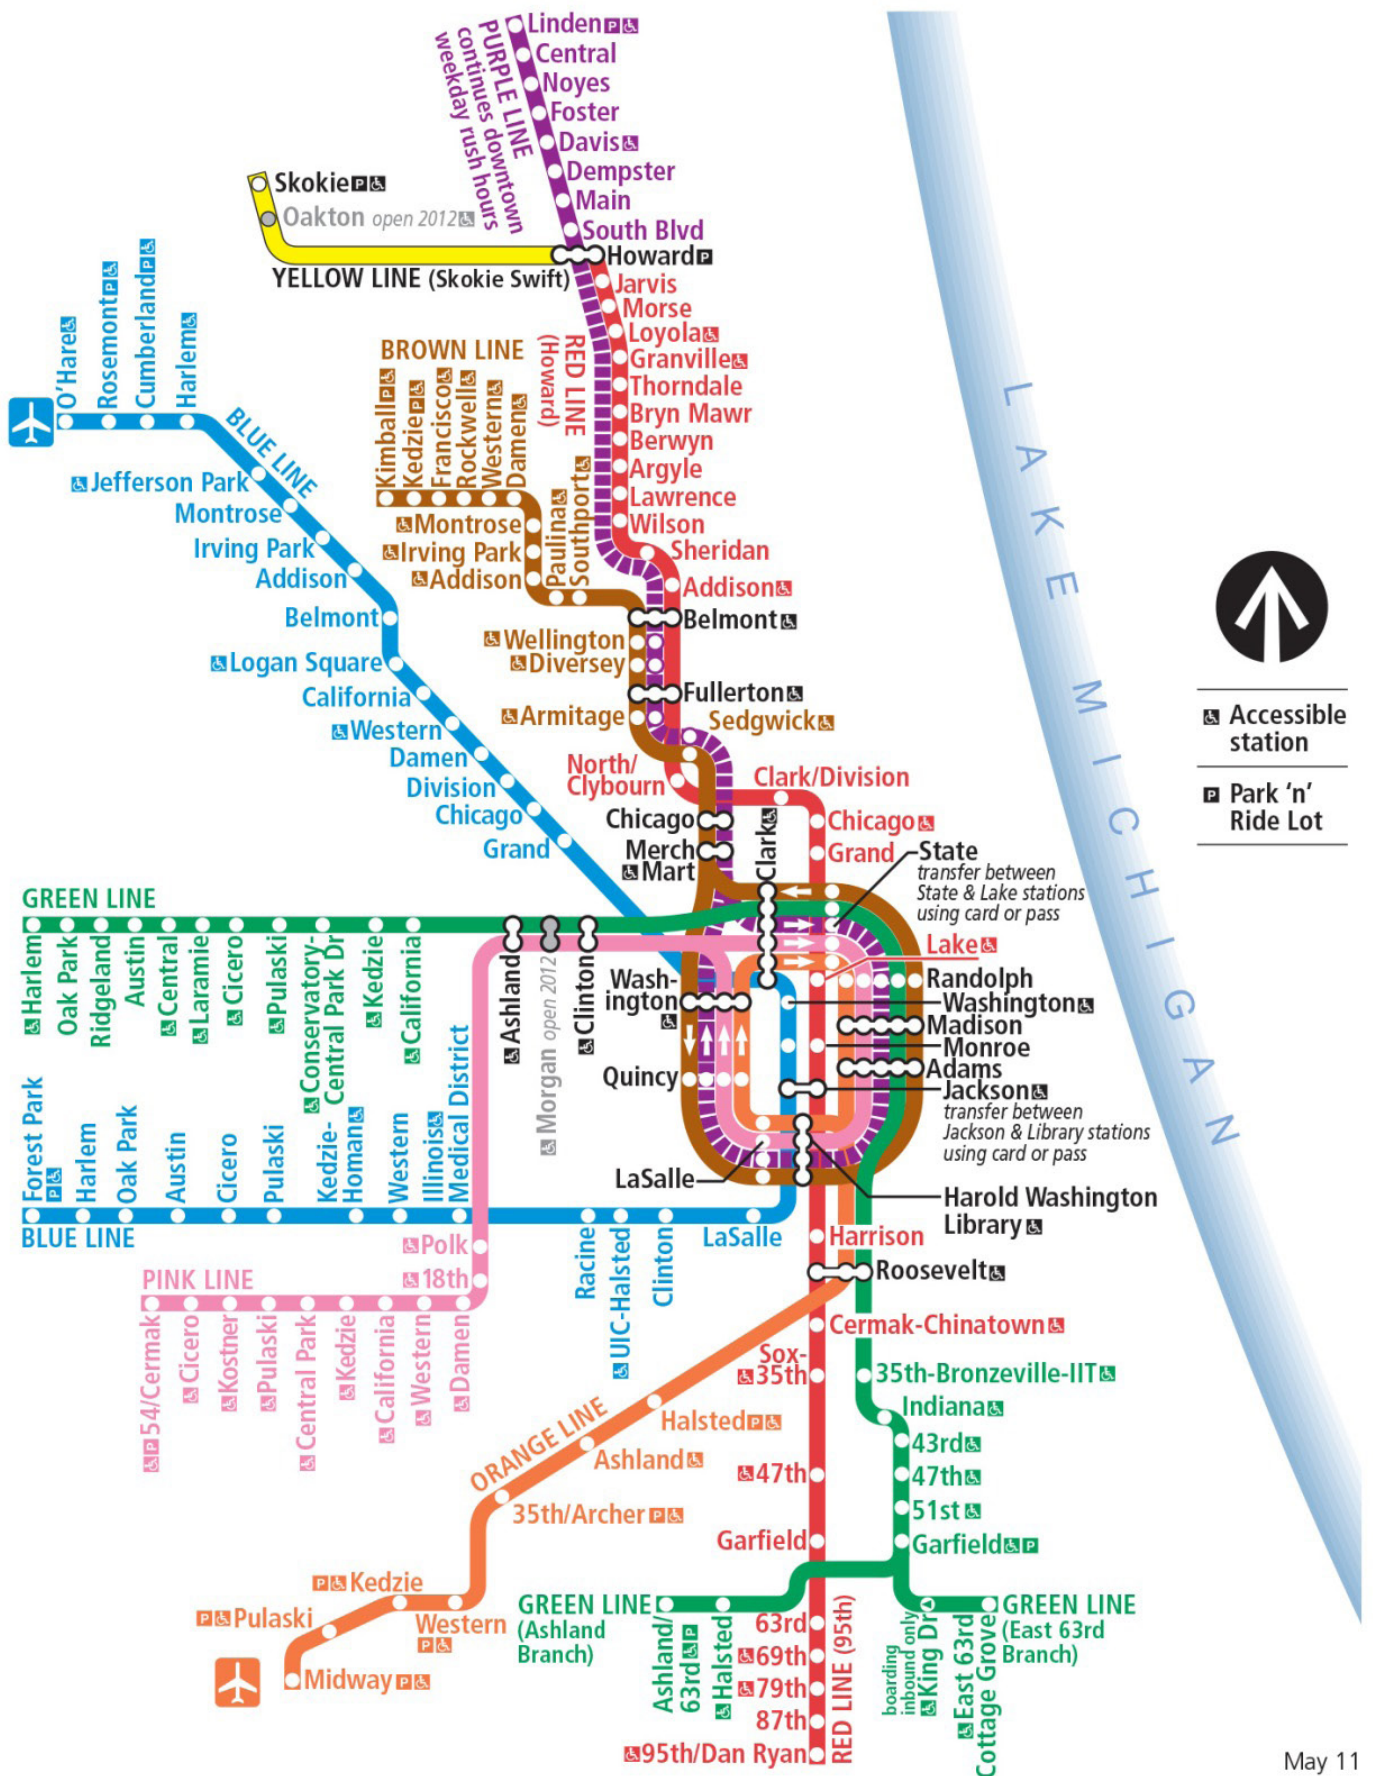 Linden P
Central
Noyes
Foster
Davis
Dempster
Main
South Blvd
PURPLE LINE
continues downtown
weekday rush hours
Skokie P
Oakton open 2012
YELLOW LINE (Skokie Swift)
Howard P
Jarvis
Morse
Loyola
Granville
Thorndale
Bryn Mawr
Berwyn
Argyle
Lawrence
Wilson
Sheridan
Addison
Belmont
RED LINE
(Howard)
BROWN LINE
Kimball P
Kedzie P
Francisco
Rockwell
Western
Damen
Montrose
Irving Park
Addison
Paulina
Southport
Wellington
Diversey
Fullerton
Armitage
Sedgwick
O'Hare
Rosemont P
Cumberland P
Harlem
BLUE LINE
Jefferson Park
Montrose
Irving Park
Addison
Belmont
Logan Square
California
Western
Damen
Division
Chicago
Grand
North/
Clybourn
Clark/Division
Chicago
Merch
Mart
Clark
Chicago
Grand
State
transfer between
State & Lake stations
using card or pass
Lake
Randolph
Washington
Madison
Monroe
Adams
Jackson
transfer between
Jackson & Library stations
using card or pass
Harold Washington
Library
Wash-
ington
Quincy
LaSalle
GREEN LINE
Harlem
Oak Park
Ridgeland
Austin
Central
Laramie
Cicero
Pulaski
Conservatory-
Central Park Dr
Kedzie
California
Ashland
Morgan open 2012
Clinton
Forest Park
P
Harlem
Oak Park
Austin
Cicero
Pulaski
Kedzie-
Homan
Western
Illinois
Medical District
BLUE LINE
Racine
UIC-Halsted
Clinton
LaSalle
Harrison
Roosevelt
Polk
18th
PINK LINE
P 54/Cermak
Cicero
Kostner
Pulaski
Central Park
Kedzie
California
Western
Damen
Cermak-Chinatown
Sox-
35th
35th-Bronzeville-IIT
Indiana
43rd
47th
51st
Garfield P
47th
Garfield
ORANGE LINE
Halsted P
Ashland
35th/Archer P
P Kedzie
Western
P
P Pulaski
Midway P
GREEN LINE
(Ashland
Branch)
Ashland/
63rd P
Halsted
63rd
69th
79th
87th
95th/Dan Ryan
RED LINE (95th)
boarding
inbound only
King Dr
East 63rd
Cottage Grove
GREEN LINE
(East 63rd
Branch)
LAKE MICHIGAN
Accessible
station
P Park 'n'
Ride Lot
May 11